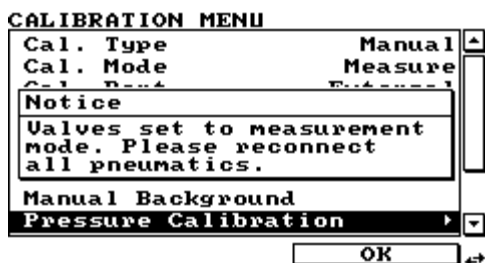 CALIBRATION MENU
Cal. Type Manual
Cal. Mode Measure
Notice
Valves set to measurement
mode. Please reconnect
all pneumatics.
Manual Background
Pressure Calibration
OK